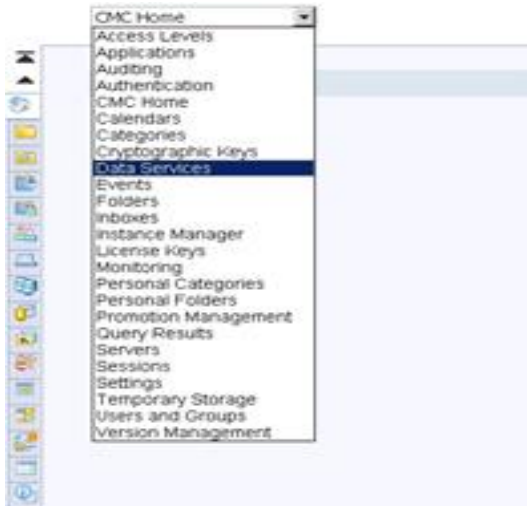 CMC Home
Access Levels
Applications
Auditing
Authentication
CMC Home
Calendars
Categories
Cryptographic Keys
Data Services
Events
Folders
Inboxes
Instance Manager
License Keys
Monitoring
Personal Categories
Personal Folders
Promotion Management
Query Results
Servers
Sessions
Settings
Temporary Storage
Users and Groups
Version Management